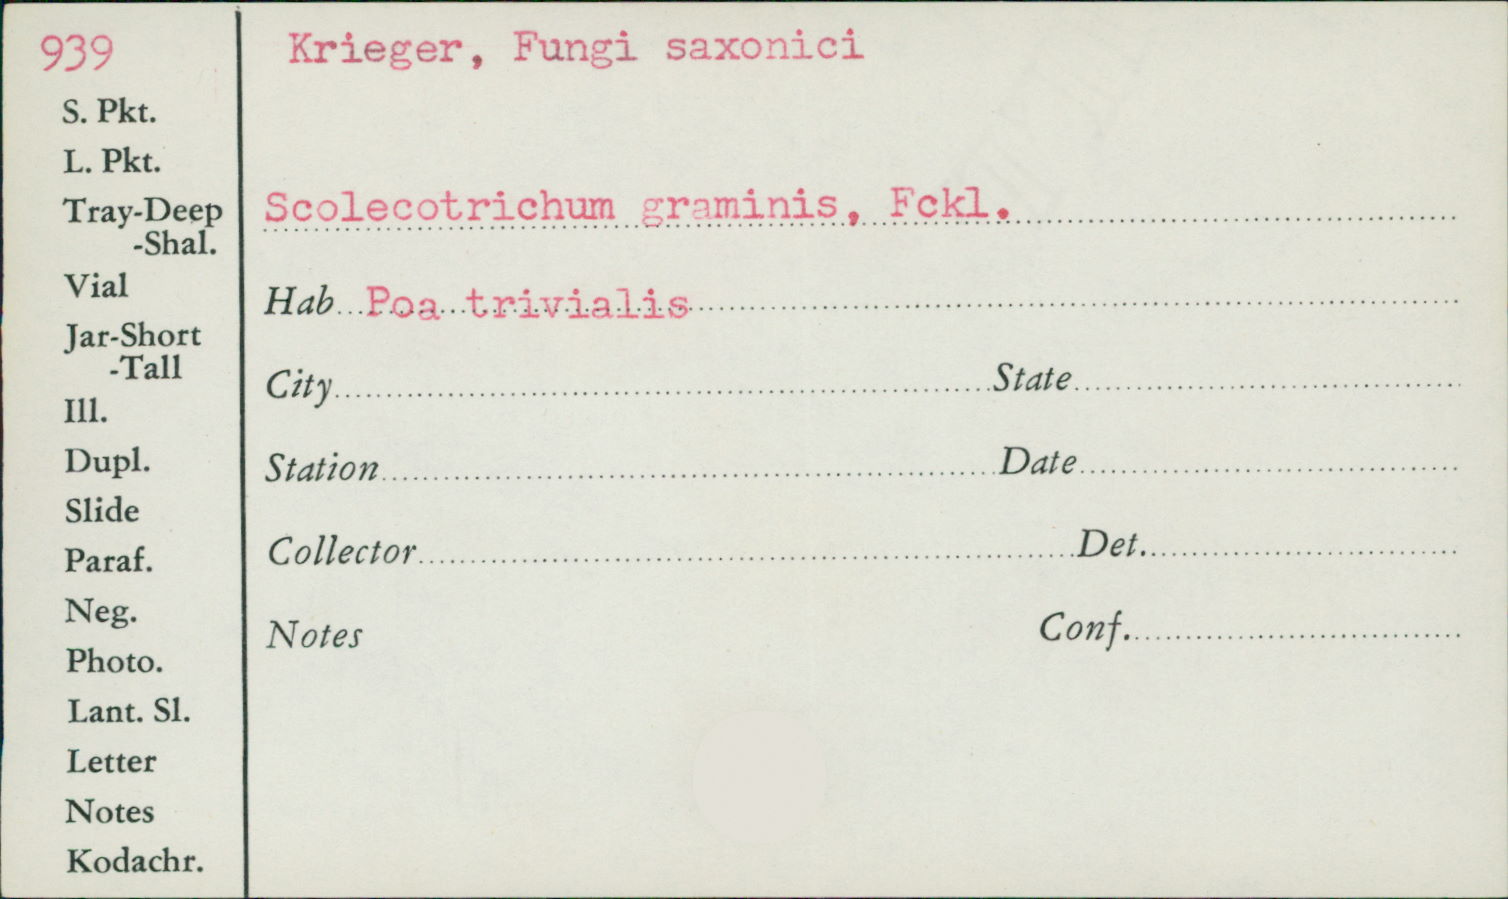 939
Krieger, Fungi saxonici
S. Pkt.
L. Pkt.
Tray-Deep
-Shal.
Vial
Jar-Short
-Tall
Ill.
Dupl.
Slide
Paraf.
Neg.
Photo.
Lant. Sl.
Letter
Notes
Kodachr.
Scolecotrichum graminis, Fckl.
Hab Poa trivialis
City State
Station Date
Collector Det.
Notes Conf.